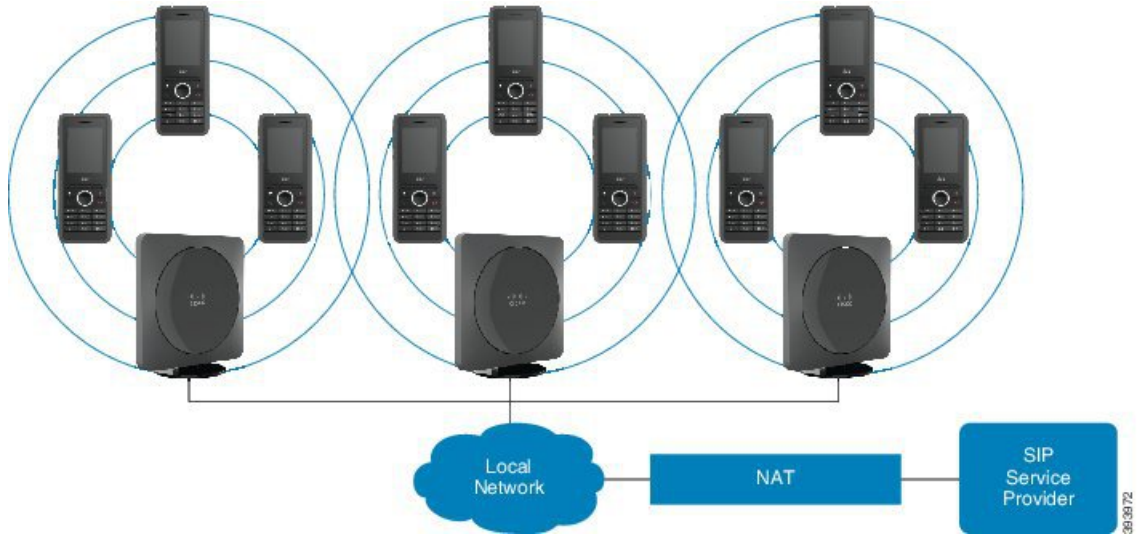 Local
Network
NAT
SIP
Service
Provider
393972